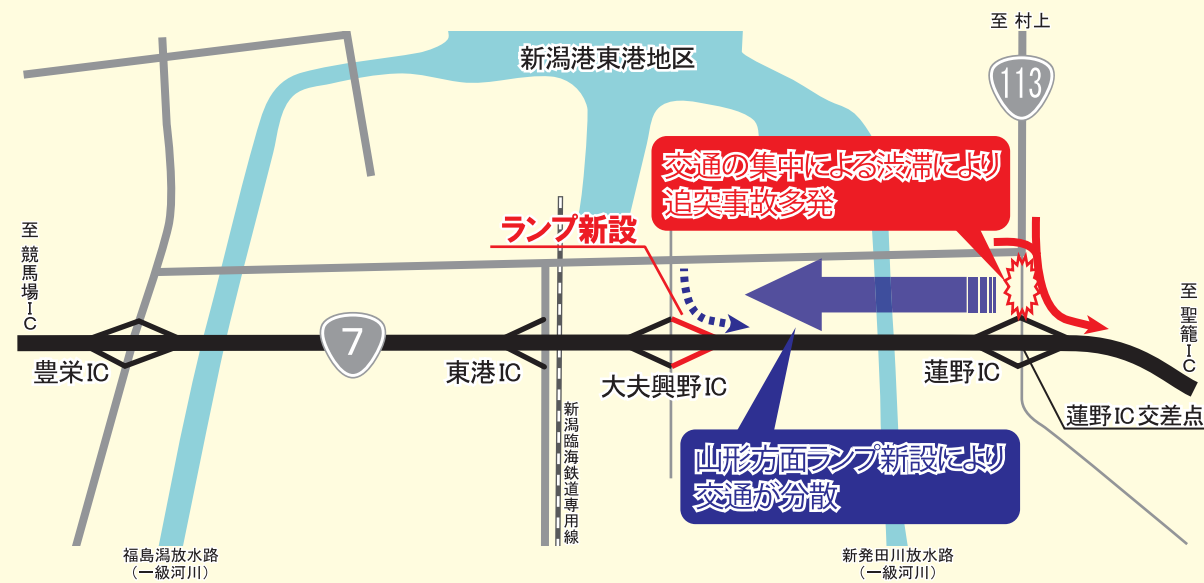 至 村上
新潟港東港地区
113
交通の集中による渋滞により
追突事故多発
ランプ新設
至 競馬場IC
至 聖籠IC
7
豊栄IC
東港IC
大夫興野IC
蓮野IC
蓮野IC交差点
新潟臨海鉄道専用線
山形方面ランプ新設により
交通が分散
福島潟放水路
(一級河川)
新発田川放水路
(一級河川)